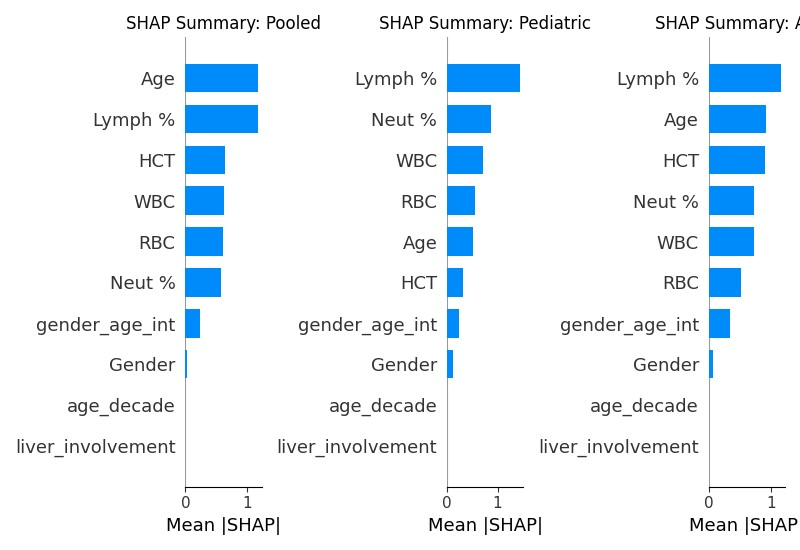 SHAP Summary: Pooled
Age
Lymph %
HCT
WBC
RBC
Neut %
gender_age_int
Gender
age_decade
liver_involvement
0 1
Mean |SHAP|
SHAP Summary: Pediatric
Lymph %
Neut %
WBC
RBC
Age
HCT
gender_age_int
Gender
age_decade
liver_involvement
0 1
Mean |SHAP|
SHAP Summary: A
Lymph %
Age
HCT
Neut %
WBC
RBC
gender_age_int
Gender
age_decade
liver_involvement
0 1
Mean |SHAP